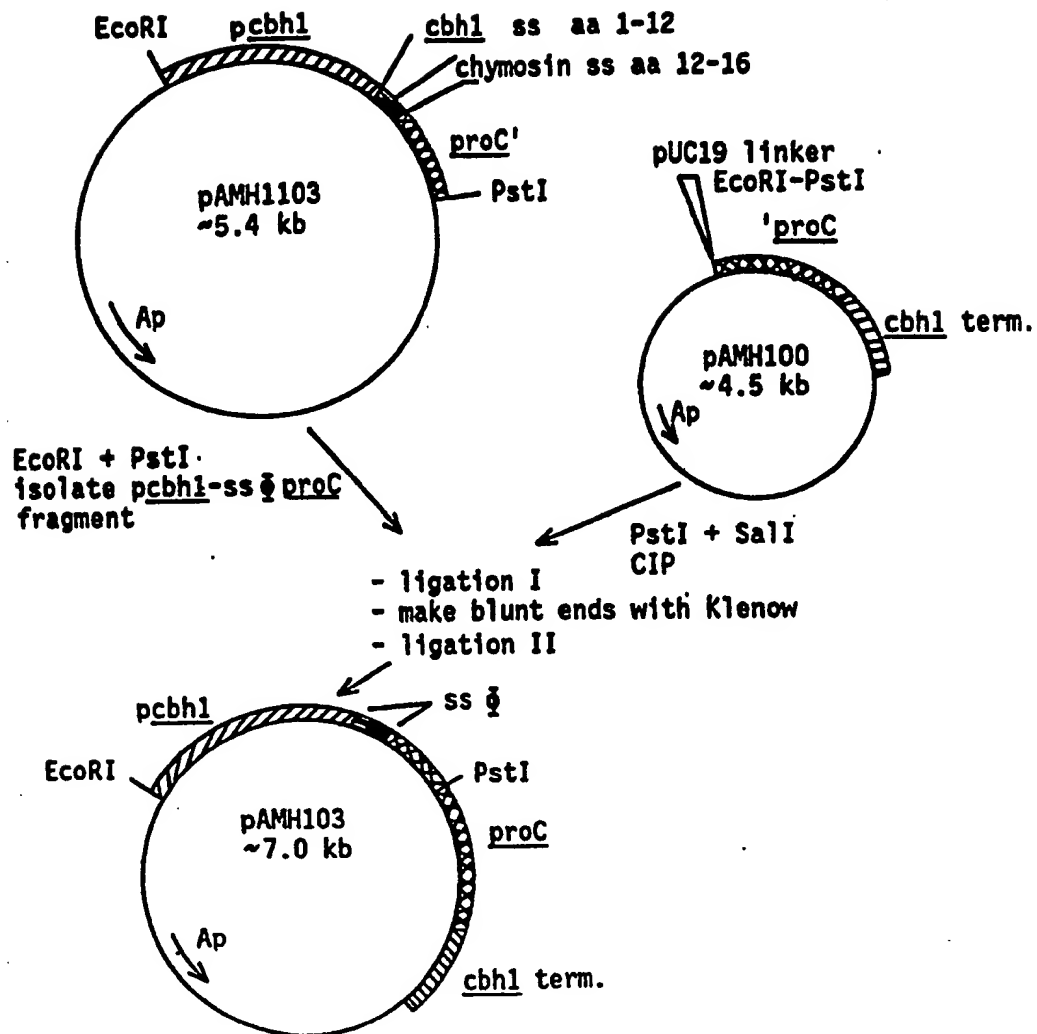 EcoRI
pcbh1
cbh1 ss aa 1-12
chymosin ss aa 12-16
proC'
PstI
pAMH1103
~5.4 kb
Ap
pUC19 linker
EcoRI-PstI
'proC
cbh1 term.
pAMH100
~4.5 kb
Ap
EcoRI + PstI
isolate pcbh1-ss Φ proC
fragment
PstI + SalI
CIP
- ligation I
- make blunt ends with Klenow
- ligation II
pcbh1
ss Φ
EcoRI
PstI
pAMH103
~7.0 kb
proC
Ap
cbh1 term.